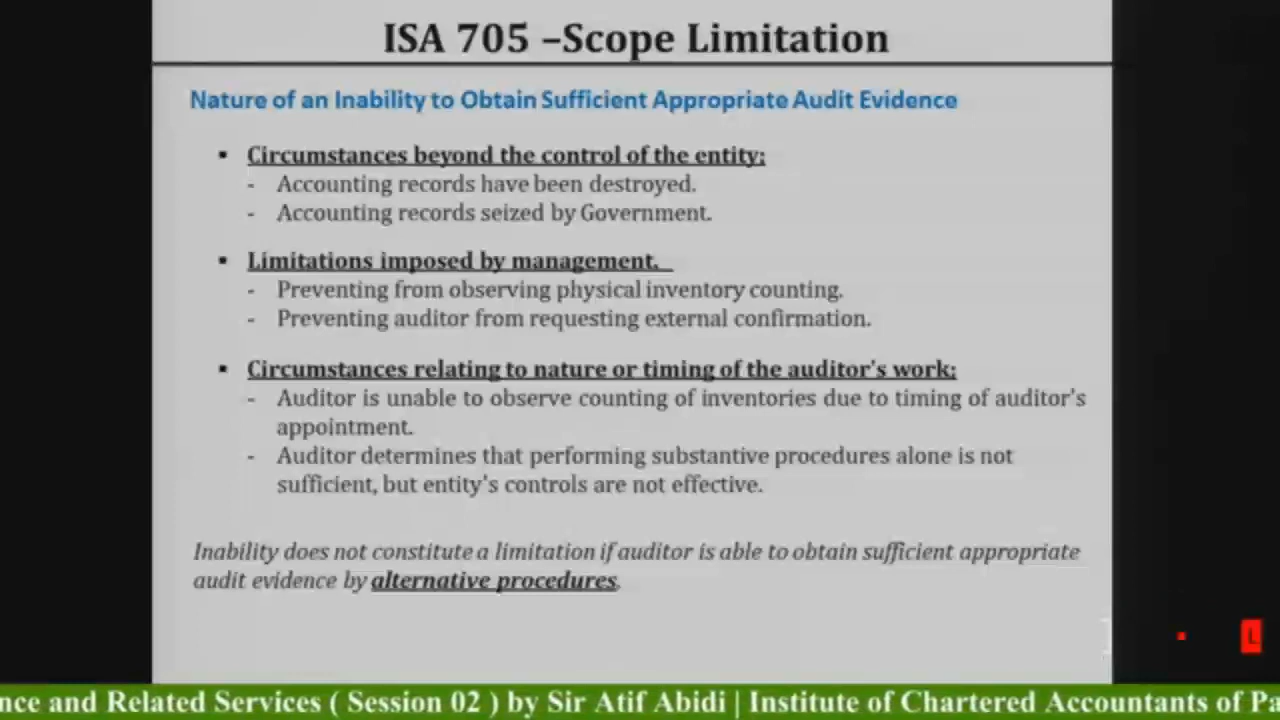 ISA 705 –Scope Limitation
Nature of an Inability to Obtain Sufficient Appropriate Audit Evidence
▪ Circumstances beyond the control of the entity:
- Accounting records have been destroyed.
- Accounting records seized by Government.
▪ Limitations imposed by management.
- Preventing from observing physical inventory counting.
- Preventing auditor from requesting external confirmation.
▪ Circumstances relating to nature or timing of the auditor's work:
- Auditor is unable to observe counting of inventories due to timing of auditor's
appointment.
- Auditor determines that performing substantive procedures alone is not
sufficient, but entity's controls are not effective.
Inability does not constitute a limitation if auditor is able to obtain sufficient appropriate
audit evidence by alternative procedures.
L
nce and Related Services ( Session 02 ) by Sir Atif Abidi | Institute of Chartered Accountants of Pa